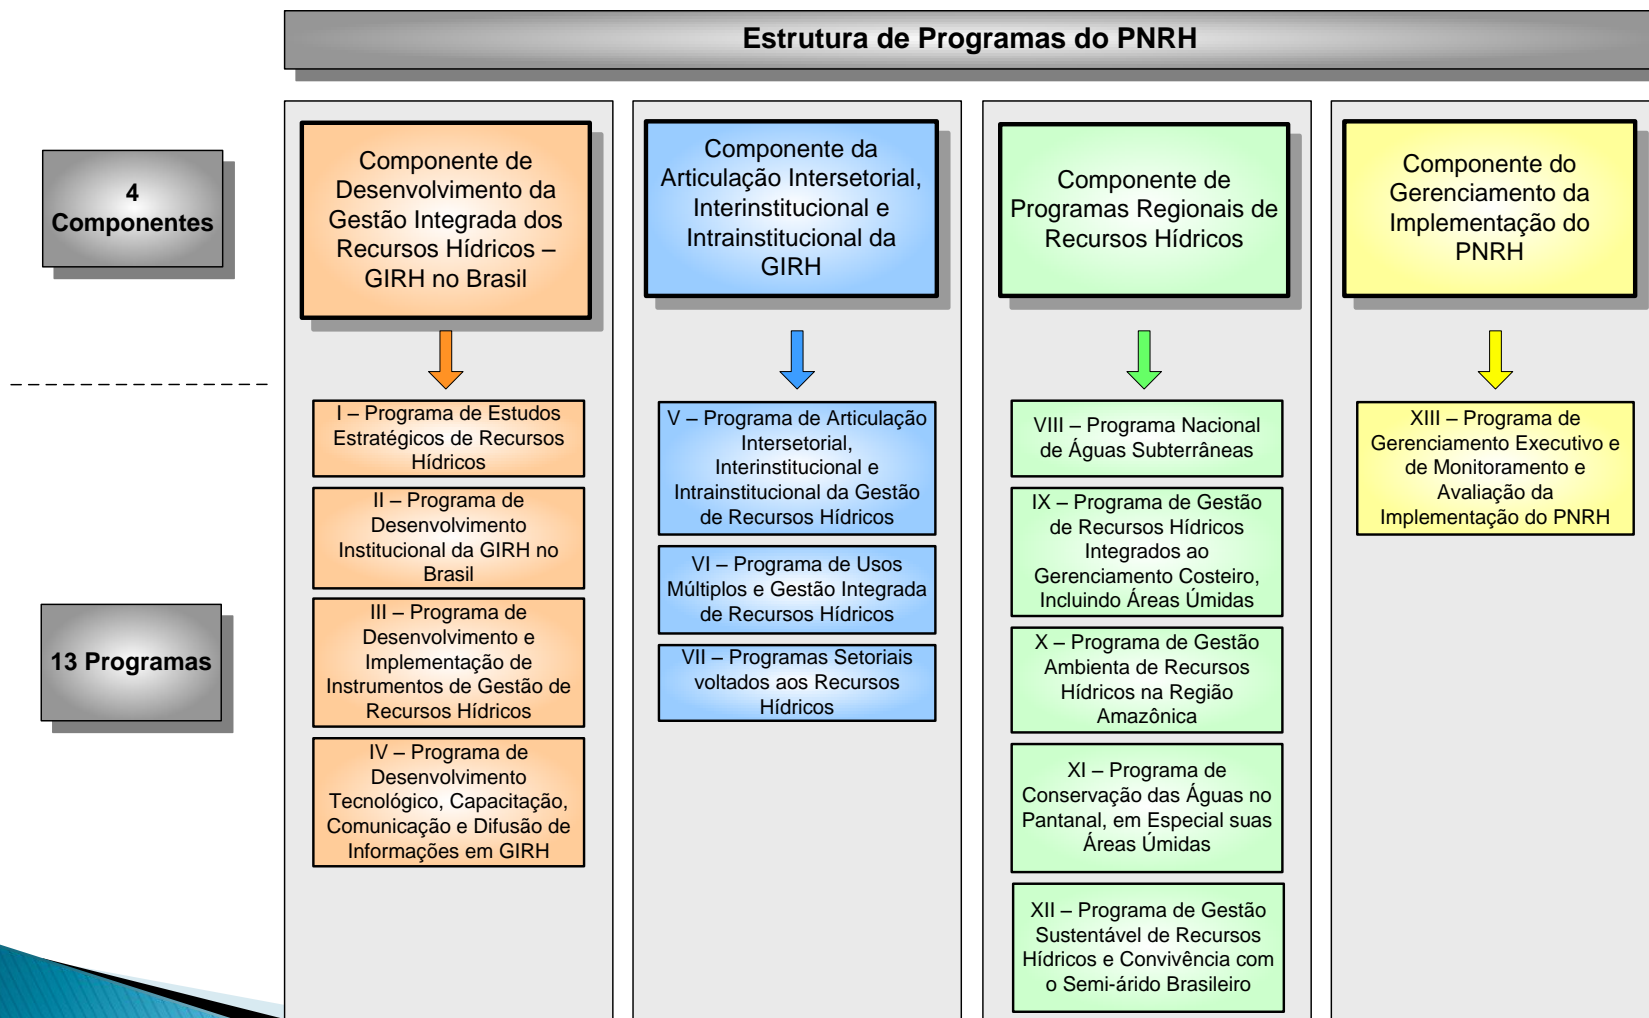 Estrutura de Programas do PNRH
4
Componentes
Componente de
Desenvolvimento da
Gestão Integrada dos
Recursos Hídricos –
GIRH no Brasil
Componente da
Articulação Intersetorial,
Interinstitucional e
Intrainstitucional da
GIRH
Componente de
Programas Regionais de
Recursos Hídricos
Componente do
Gerenciamento da
Implementação do
PNRH
13 Programas
I – Programa de Estudos
Estratégicos de Recursos
Hídricos
II – Programa de
Desenvolvimento
Institucional da GIRH no
Brasil
III – Programa de
Desenvolvimento e
Implementação de
Instrumentos de Gestão de
Recursos Hídricos
IV – Programa de
Desenvolvimento
Tecnológico, Capacitação,
Comunicação e Difusão de
Informações em GIRH
V – Programa de Articulação
Intersetorial,
Interinstitucional e
Intrainstitucional da Gestão
de Recursos Hídricos
VI – Programa de Usos
Múltiplos e Gestão Integrada
de Recursos Hídricos
VII – Programas Setoriais
voltados aos Recursos
Hídricos
VIII – Programa Nacional
de Águas Subterrâneas
IX – Programa de Gestão
de Recursos Hídricos
Integrados ao
Gerenciamento Costeiro,
Incluindo Áreas Úmidas
X – Programa de Gestão
Ambienta de Recursos
Hídricos na Região
Amazônica
XI – Programa de
Conservação das Águas no
Pantanal, em Especial suas
Áreas Úmidas
XII – Programa de Gestão
Sustentável de Recursos
Hídricos e Convivência com
o Semi-árido Brasileiro
XIII – Programa de
Gerenciamento Executivo e
de Monitoramento e
Avaliação da
Implementação do PNRH